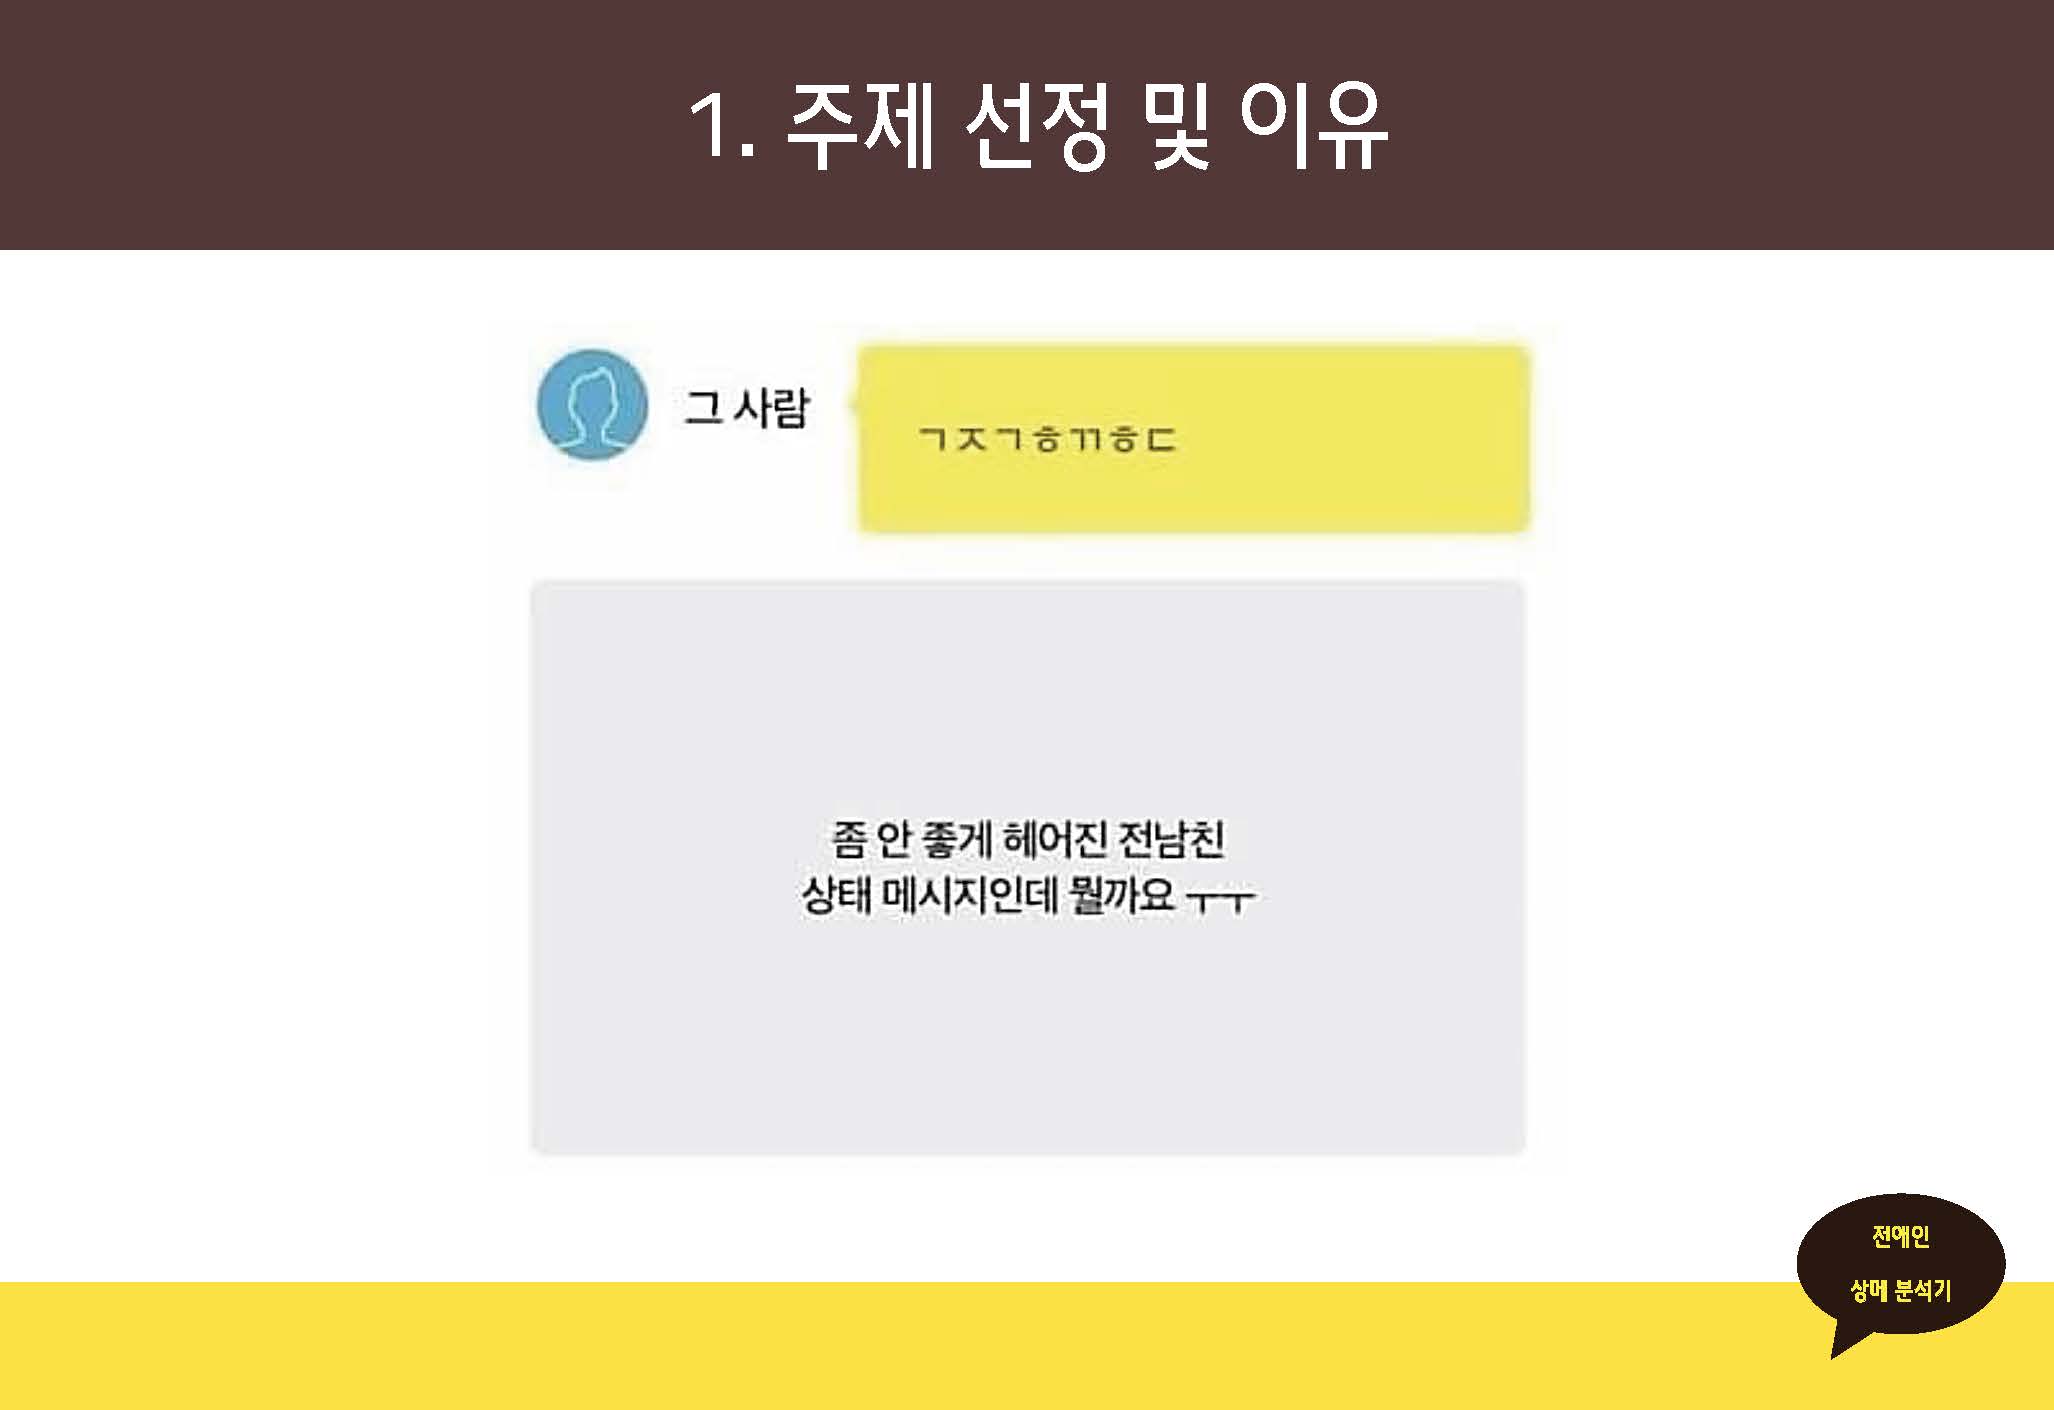 1. 주제 선정 및 이유
그 사람
ㄱㅈㄱㅎㄲㅎㄷ
좀 안 좋게 헤어진 전남친
상태 메시지인데 뭘까요 ㅜㅜ
전애인
상메 분석기